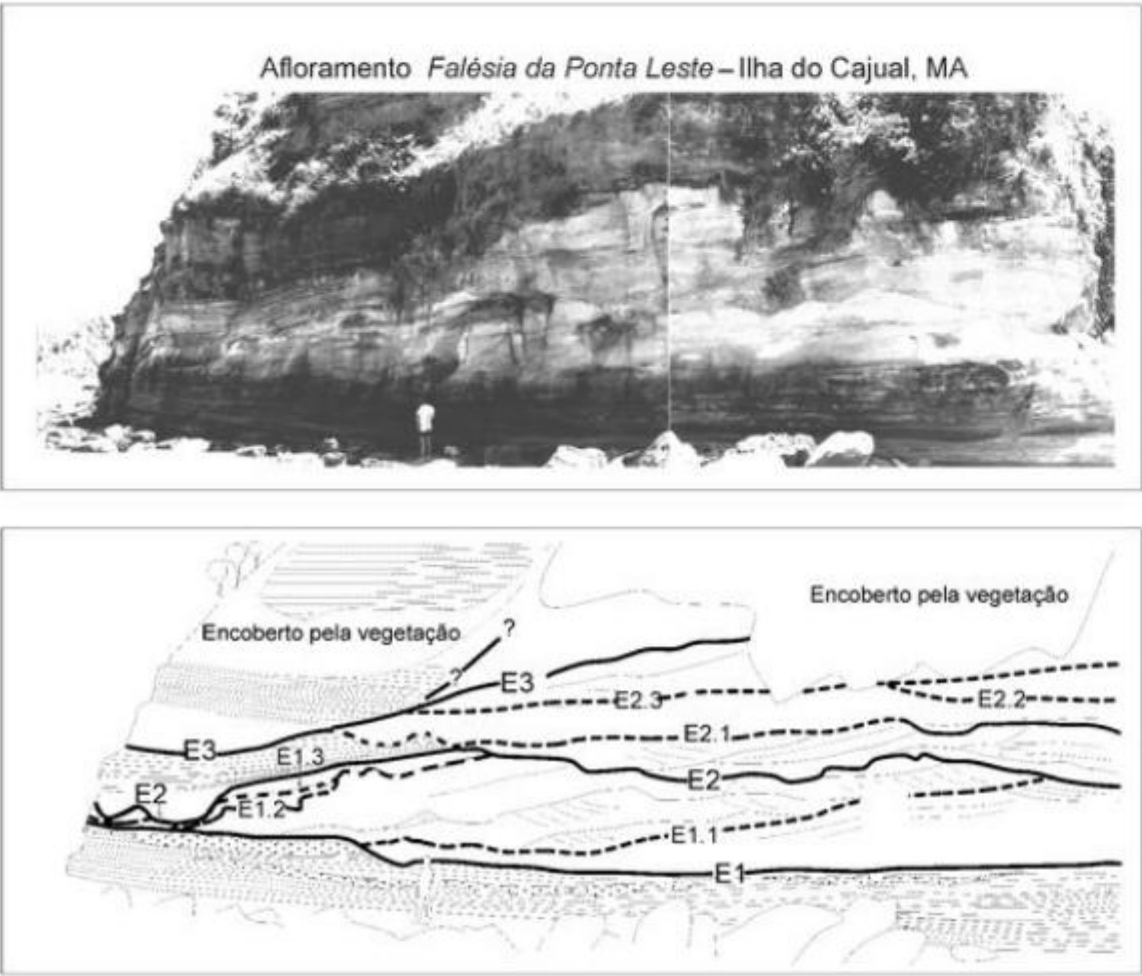 Afloramento Falésia da Ponta Leste – Ilha do Cajual, MA
Encoberto pela vegetação
Encoberto pela vegetação
?
?
E3
E2.3
E2.2
E3
E1.3
E2.1
E2
E2
E1.2
E1.1
E1